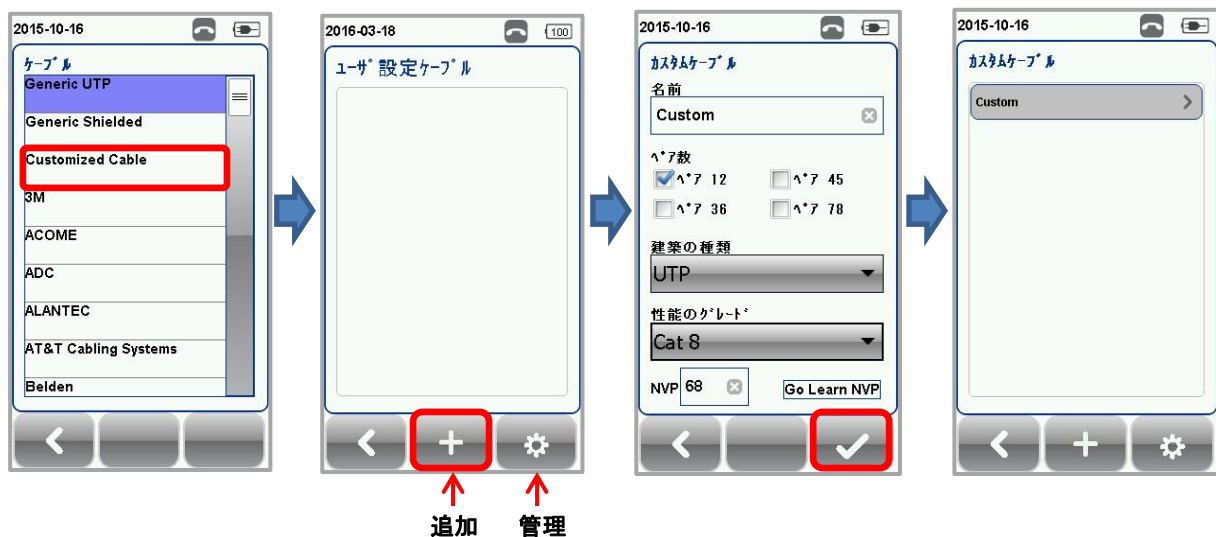 2015-10-16
ケーブル
Generic UTP
Generic Shielded
Customized Cable
3M
ACOME
ADC
ALANTEC
AT&T Cabling Systems
Belden
2016-03-18
100
ユーザ設定ケーブル
追加
管理
2015-10-16
カスタムケーブル
名前
Custom
ペア数
ペア 12
ペア 45
ペア 36
ペア 78
建築の種類
UTP
性能のグレード
Cat 8
NVP 68
Go Learn NVP
2015-10-16
カスタムケーブル
Custom